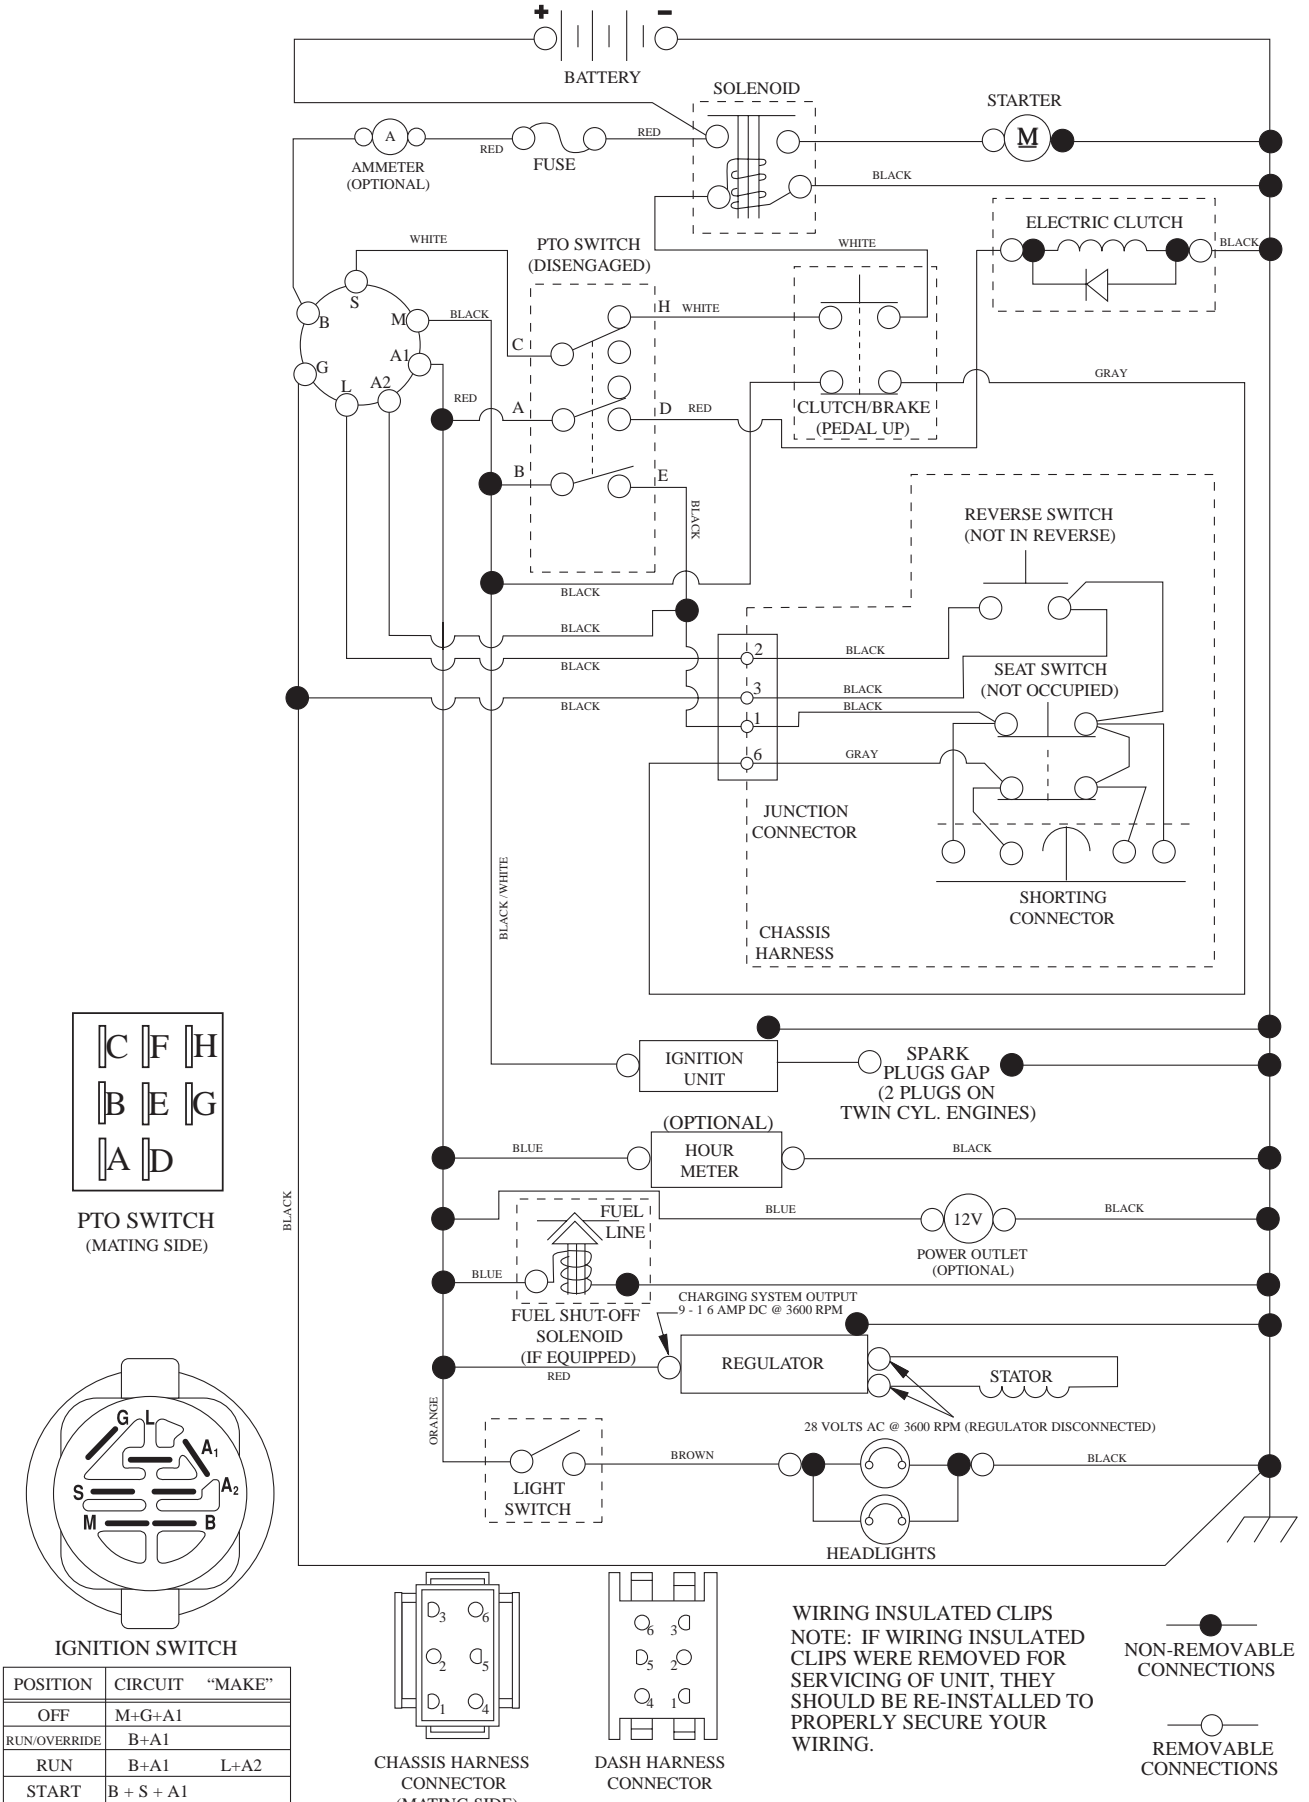 + −
BATTERY
SOLENOID
STARTER
M
A
AMMETER
(OPTIONAL)
RED
FUSE
RED
BLACK
ELECTRIC CLUTCH
BLACK
WHITE
PTO SWITCH
(DISENGAGED)
WHITE
S
B
M
BLACK
H
WHITE
G
A1
C
L
A2
RED
A
D
RED
GRAY
CLUTCH/BRAKE
(PEDAL UP)
B
E
BLACK
REVERSE SWITCH
(NOT IN REVERSE)
BLACK
BLACK
BLACK
2
BLACK
SEAT SWITCH
(NOT OCCUPIED)
3
BLACK
BLACK
BLACK
1
6
GRAY
JUNCTION
CONNECTOR
BLACK /WHITE
SHORTING
CONNECTOR
CHASSIS
HARNESS
C F H
B E G
A D
PTO SWITCH
(MATING SIDE)
BLACK
IGNITION
UNIT
SPARK
PLUGS GAP
(2 PLUGS ON
TWIN CYL. ENGINES)
(OPTIONAL)
HOUR
METER
BLUE
BLACK
FUEL
LINE
BLUE
12V
BLACK
POWER OUTLET
(OPTIONAL)
BLUE
FUEL SHUT-OFF
SOLENOID
(IF EQUIPPED)
CHARGING SYSTEM OUTPUT
9 - 1 6 AMP DC @ 3600 RPM
RED
REGULATOR
STATOR
28 VOLTS AC @ 3600 RPM (REGULATOR DISCONNECTED)
ORANGE
LIGHT
SWITCH
BROWN
BLACK
HEADLIGHTS
G L
A1
S
A2
M
B
IGNITION SWITCH
POSITION CIRCUIT “MAKE”
OFF M+G+A1
RUN/OVERRIDE B+A1
RUN B+A1 L+A2
START B + S + A1
3 6
2 5
1 4
CHASSIS HARNESS
CONNECTOR
(MATING SIDE)
6 3
5 2
4 1
DASH HARNESS
CONNECTOR
WIRING INSULATED CLIPS
NOTE: IF WIRING INSULATED
CLIPS WERE REMOVED FOR
SERVICING OF UNIT, THEY
SHOULD BE RE-INSTALLED TO
PROPERLY SECURE YOUR
WIRING.
NON-REMOVABLE
CONNECTIONS
REMOVABLE
CONNECTIONS